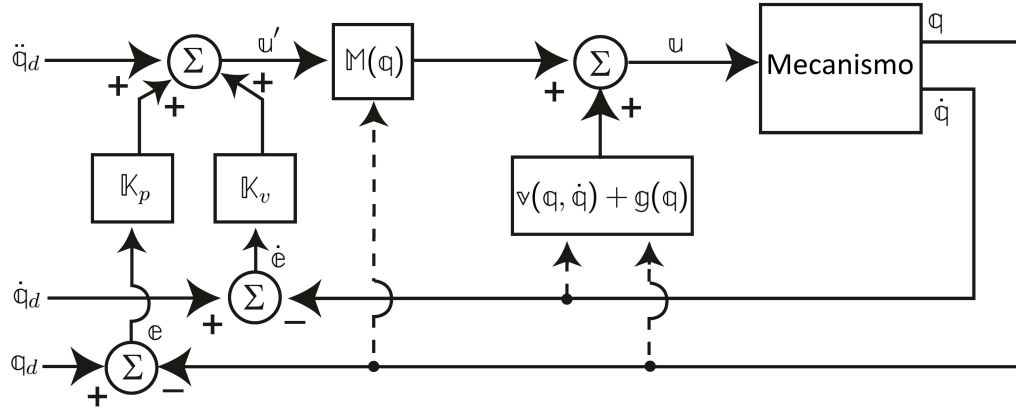 q̈_d
+
+
+
Σ
𝕦′
𝕄(𝕢)
+
+
Σ
𝕦
Mecanismo
𝕢
𝕢̇
𝕂_p
𝕂_v
𝕧(𝕢, 𝕢̇) + 𝕘(𝕢)
𝕖̇
𝕢̇_d
+
Σ
−
𝕖
𝕢_d
+
Σ
−